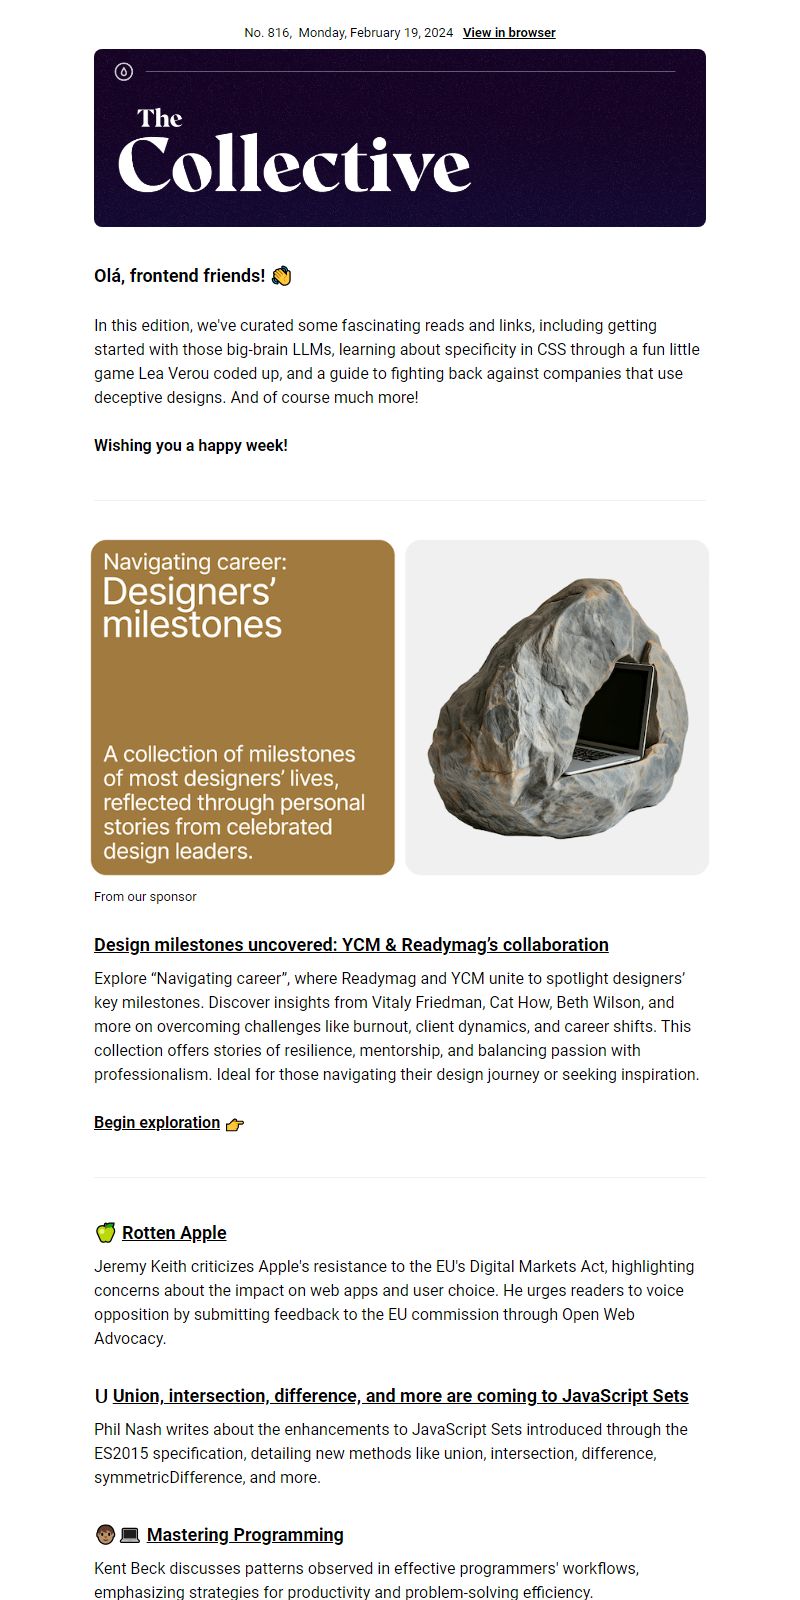 No. 816, Monday, February 19, 2024 View in browser
The
Collective
Olá, frontend friends! 👋
In this edition, we've curated some fascinating reads and links, including getting
started with those big-brain LLMs, learning about specificity in CSS through a fun little
game Lea Verou coded up, and a guide to fighting back against companies that use
deceptive designs. And of course much more!
Wishing you a happy week!
Navigating career:
Designers’
milestones
A collection of milestones
of most designers’ lives,
reflected through personal
stories from celebrated
design leaders.
From our sponsor
Design milestones uncovered: YCM & Readymag’s collaboration
Explore “Navigating career”, where Readymag and YCM unite to spotlight designers’
key milestones. Discover insights from Vitaly Friedman, Cat How, Beth Wilson, and
more on overcoming challenges like burnout, client dynamics, and career shifts. This
collection offers stories of resilience, mentorship, and balancing passion with
professionalism. Ideal for those navigating their design journey or seeking inspiration.
Begin exploration 👉
🍏 Rotten Apple
Jeremy Keith criticizes Apple's resistance to the EU's Digital Markets Act, highlighting
concerns about the impact on web apps and user choice. He urges readers to voice
opposition by submitting feedback to the EU commission through Open Web
Advocacy.
U Union, intersection, difference, and more are coming to JavaScript Sets
Phil Nash writes about the enhancements to JavaScript Sets introduced through the
ES2015 specification, detailing new methods like union, intersection, difference,
symmetricDifference, and more.
🧑🏽💻 Mastering Programming
Kent Beck discusses patterns observed in effective programmers' workflows,
emphasizing strategies for productivity and problem-solving efficiency.